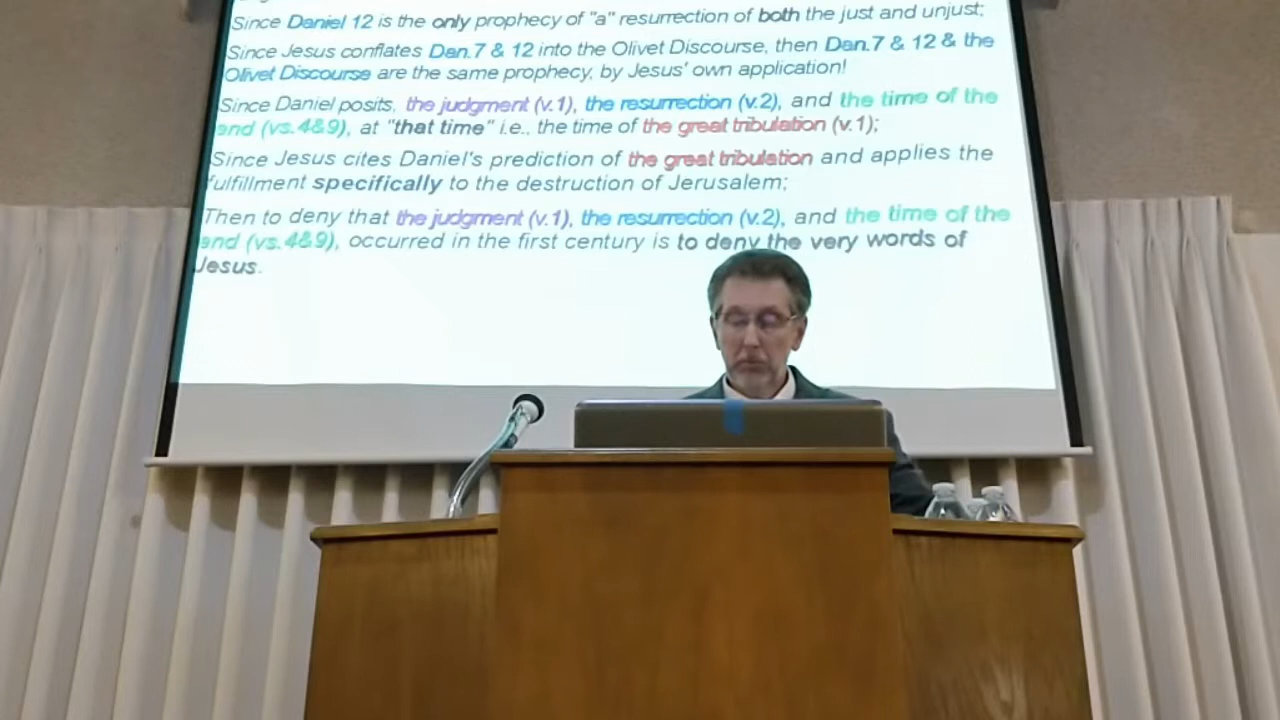 Since Daniel 12 is the only prophecy of "a" resurrection of both the just and unjust;
Since Jesus conflates Dan.7 & 12 into the Olivet Discourse, then Dan.7 & 12 & the
Olivet Discourse are the same prophecy, by Jesus' own application!
Since Daniel posits, the judgment (v.1), the resurrection (v.2), and the time of the
end (vs.4&9), at "that time" i.e., the time of the great tribulation (v.1);
Since Jesus cites Daniel's prediction of the great tribulation and applies the
fulfillment specifically to the destruction of Jerusalem;
Then to deny that the judgment (v.1), the resurrection (v.2), and the time of the
end (vs.4&9), occurred in the first century is to deny the very words of
Jesus.